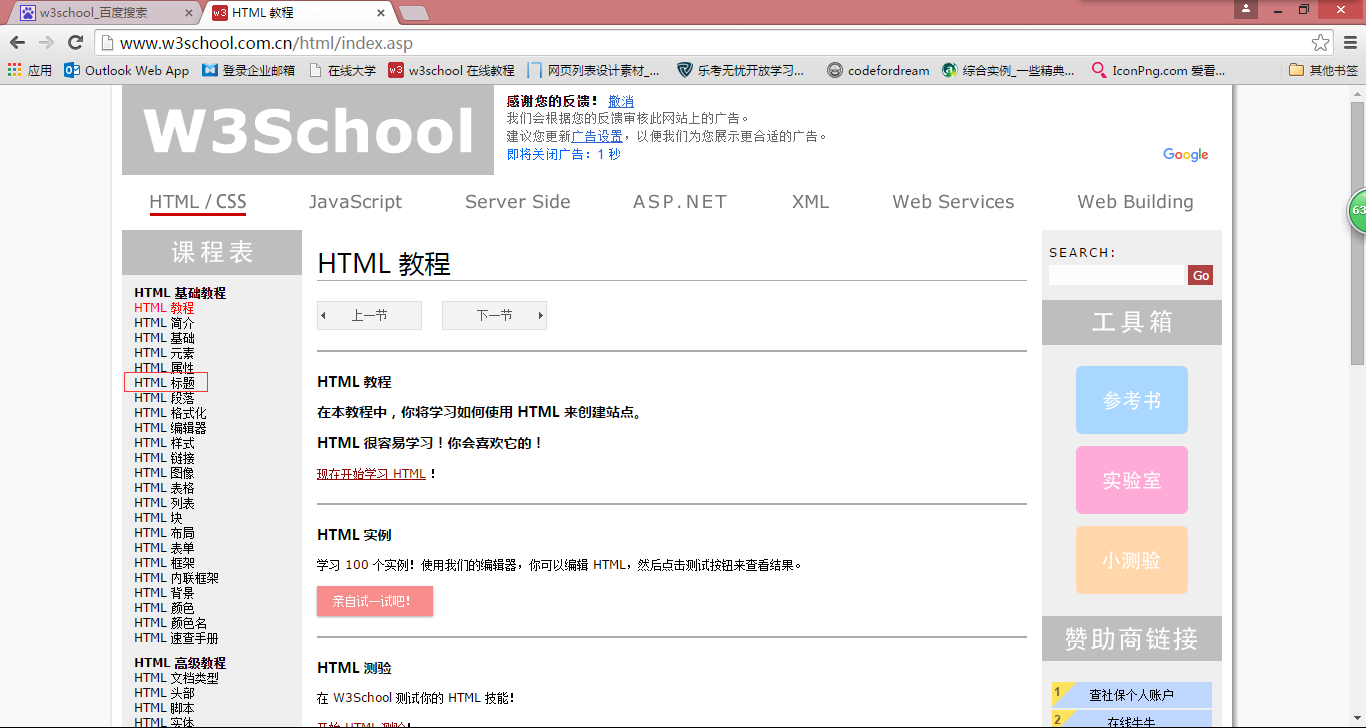 w3school_百度搜索
HTML 教程
www.w3school.com.cn/html/index.asp
应用
Outlook Web App
登录企业邮箱
在线大学
w3school 在线教程
网页列表设计素材_...
乐考无忧开放学习...
codefordream
综合实例_一些精典...
IconPng.com 爱看...
其他书签
W3School
感谢您的反馈！ 撤消
我们会根据您的反馈审核此网站上的广告。
建议您更新广告设置，以便我们为您展示更合适的广告。
即将关闭广告：1 秒
Google
63
HTML / CSS
JavaScript
Server Side
ASP.NET
XML
Web Services
Web Building
课程表
HTML 基础教程
HTML 教程
HTML 简介
HTML 基础
HTML 元素
HTML 属性
HTML 标题
HTML 段落
HTML 格式化
HTML 编辑器
HTML 样式
HTML 链接
HTML 图像
HTML 表格
HTML 列表
HTML 块
HTML 布局
HTML 表单
HTML 框架
HTML 内联框架
HTML 背景
HTML 颜色
HTML 颜色名
HTML 速查手册
HTML 高级教程
HTML 文档类型
HTML 头部
HTML 脚本
HTML 实体
HTML 教程
上一节
下一节
HTML 教程
在本教程中，你将学习如何使用 HTML 来创建站点。
HTML 很容易学习！你会喜欢它的！
现在开始学习 HTML！
HTML 实例
学习 100 个实例！使用我们的编辑器，你可以编辑 HTML，然后点击测试按钮来查看结果。
亲自试一试吧！
HTML 测验
在 W3School 测试你的 HTML 技能！
开始 HTML 测验！
SEARCH:
Go
工具箱
参考书
实验室
小测验
赞助商链接
1 查社保个人账户
2 在线牛牛